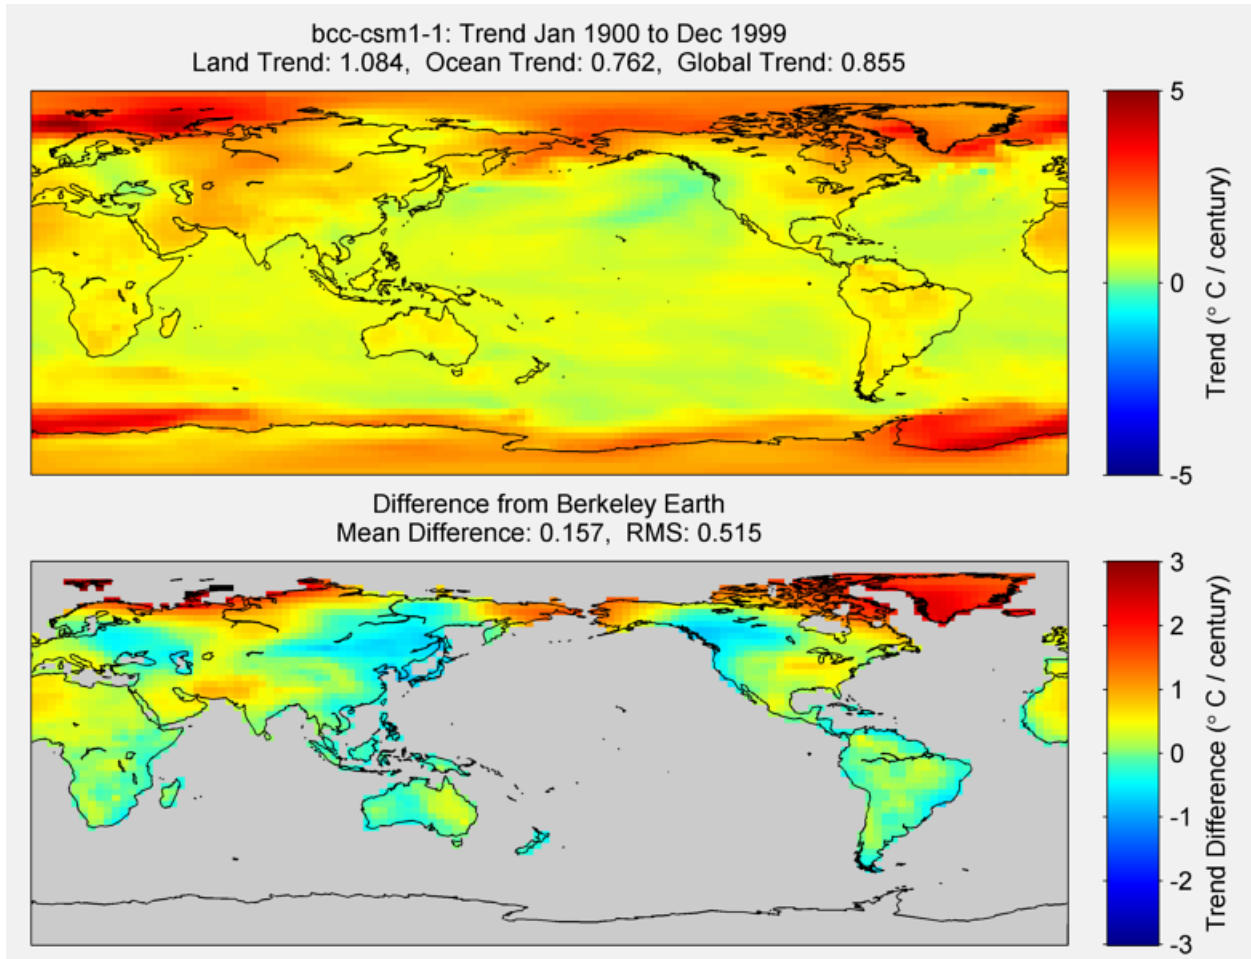 bcc-csm1-1: Trend Jan 1900 to Dec 1999
Land Trend: 1.084, Ocean Trend: 0.762, Global Trend: 0.855
5
0
-5
Trend (° C / century)
Difference from Berkeley Earth
Mean Difference: 0.157, RMS: 0.515
3
2
1
0
-1
-2
-3
Trend Difference (° C / century)